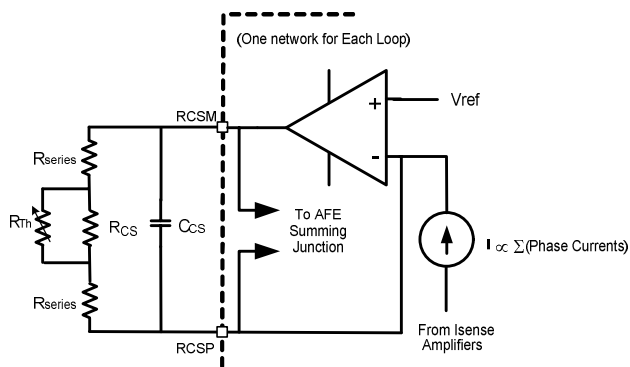 (One network for Each Loop)
RCSM
+
Vref
-
Rseries
RTh
RCS
CCS
To AFE
Summing
Junction
I ∝ Σ(Phase Currents)
Rseries
RCSP
From Isense
Amplifiers